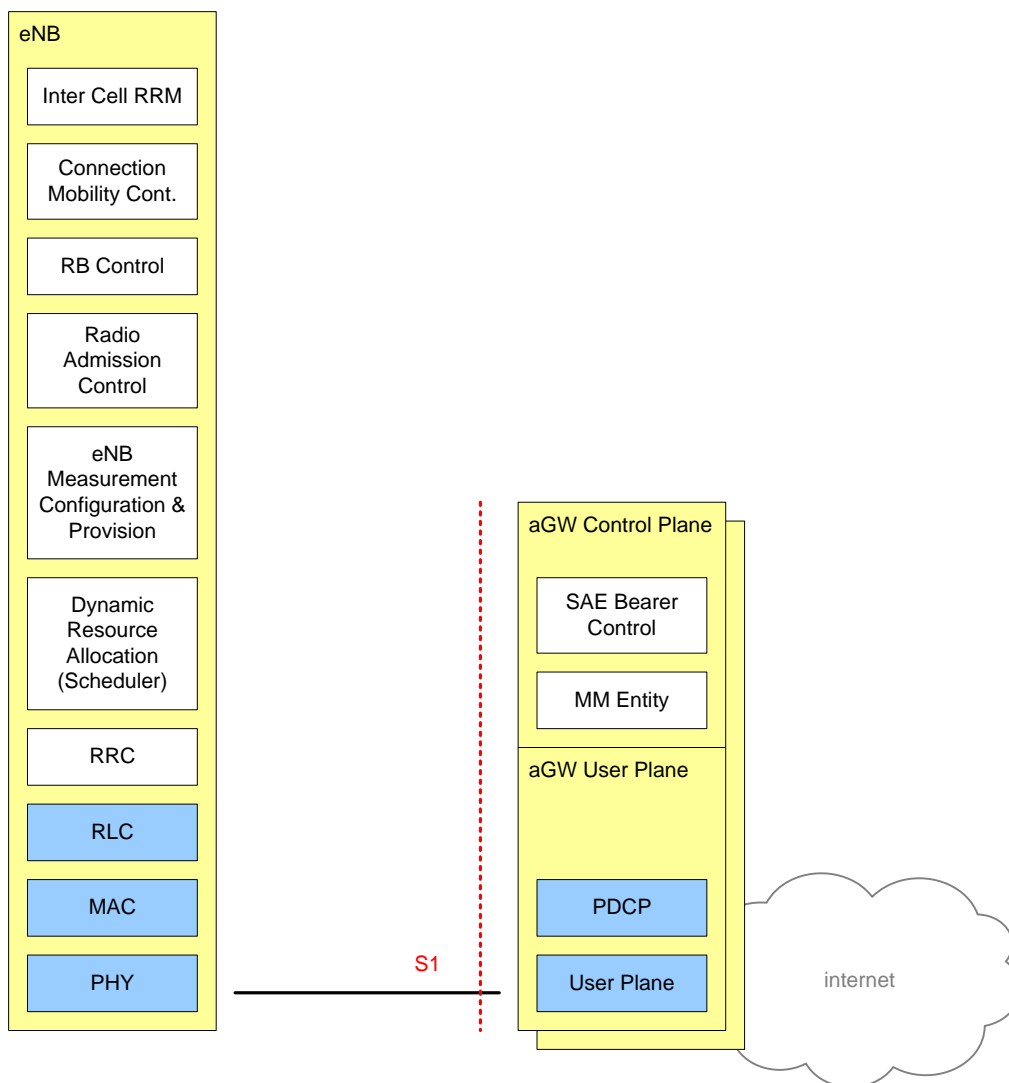 eNB
Inter Cell RRM
Connection
Mobility Cont.
RB Control
Radio
Admission
Control
eNB
Measurement
Configuration &
Provision
Dynamic
Resource
Allocation
(Scheduler)
RRC
RLC
MAC
PHY
S1
aGW Control Plane
SAE Bearer
Control
MM Entity
aGW User Plane
PDCP
User Plane
internet